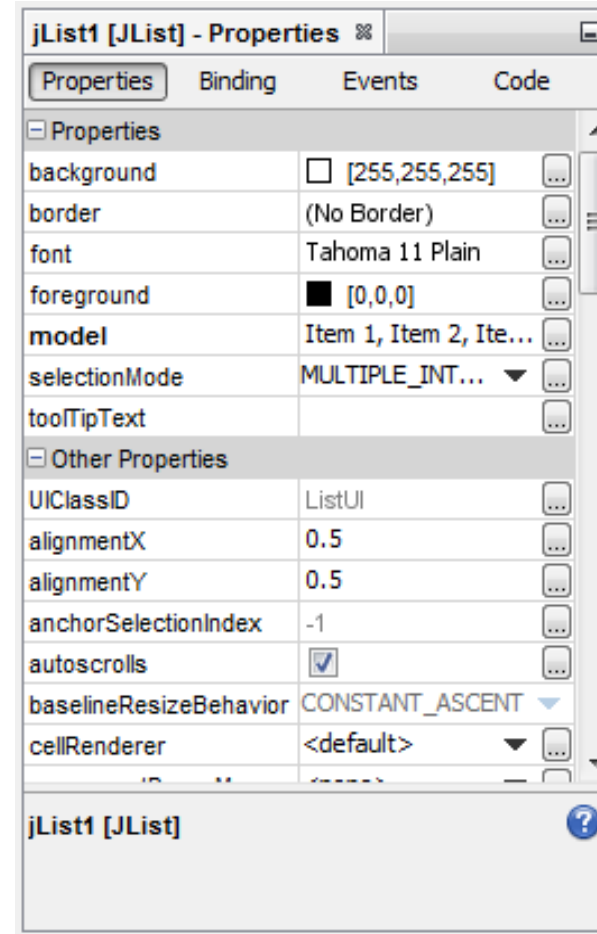 jList1 [JList] - Properties
Properties Binding Events Code
Properties
background [255,255,255] ...
border (No Border) ...
font Tahoma 11 Plain ...
foreground [0,0,0] ...
model Item 1, Item 2, Ite... ...
selectionMode MULTIPLE_INT... ...
toolTipText ...
Other Properties
UIClassID ListUI ...
alignmentX 0.5 ...
alignmentY 0.5 ...
anchorSelectionIndex -1 ...
autoscrolls ...
baselineResizeBehavior CONSTANT_ASCENT
cellRenderer <default> ...
jList1 [JList] ?